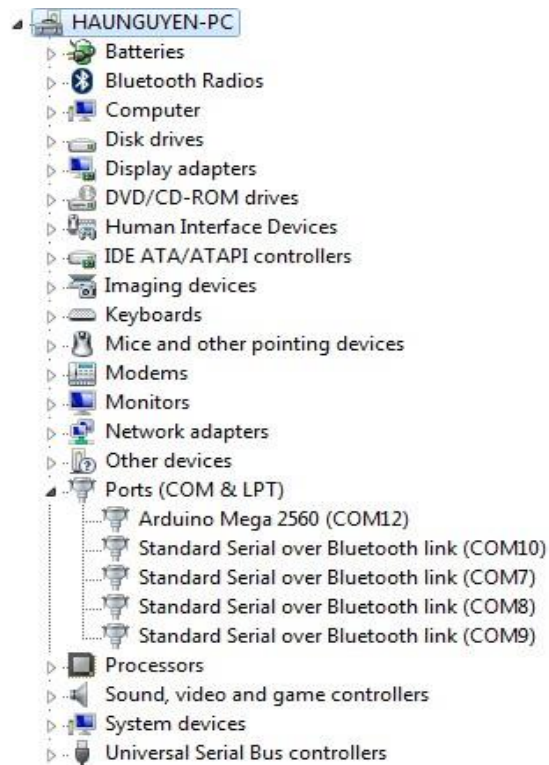 HAUNGUYEN-PC
Batteries
Bluetooth Radios
Computer
Disk drives
Display adapters
DVD/CD-ROM drives
Human Interface Devices
IDE ATA/ATAPI controllers
Imaging devices
Keyboards
Mice and other pointing devices
Modems
Monitors
Network adapters
Other devices
Ports (COM & LPT)
Arduino Mega 2560 (COM12)
Standard Serial over Bluetooth link (COM10)
Standard Serial over Bluetooth link (COM7)
Standard Serial over Bluetooth link (COM8)
Standard Serial over Bluetooth link (COM9)
Processors
Sound, video and game controllers
System devices
Universal Serial Bus controllers